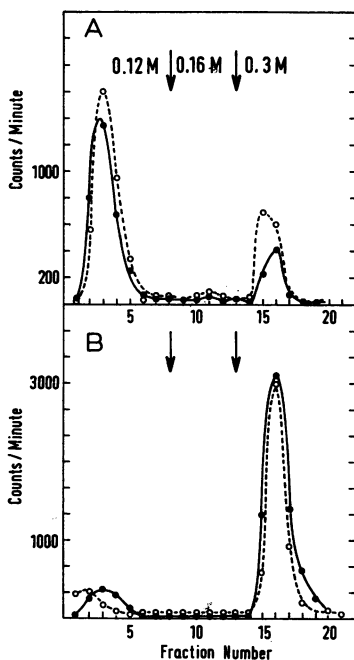 A
0.12 M 0.16 M 0.3 M
Counts / Minute
1000
200
5 10 15 20
B
Counts / Minute
3000
1000
0 5 10 15 20
Fraction Number